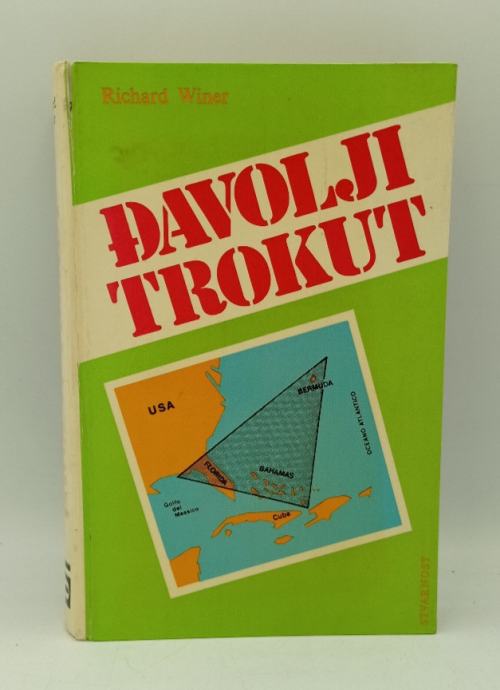 Richard Winer
ĐAVOLJI
TROKUT
USA
BERMUDA
OCEANO ATLANTICO
FLORIDA
BAHAMAS
Golfo
del
Messico
Cuba
STVARNOST